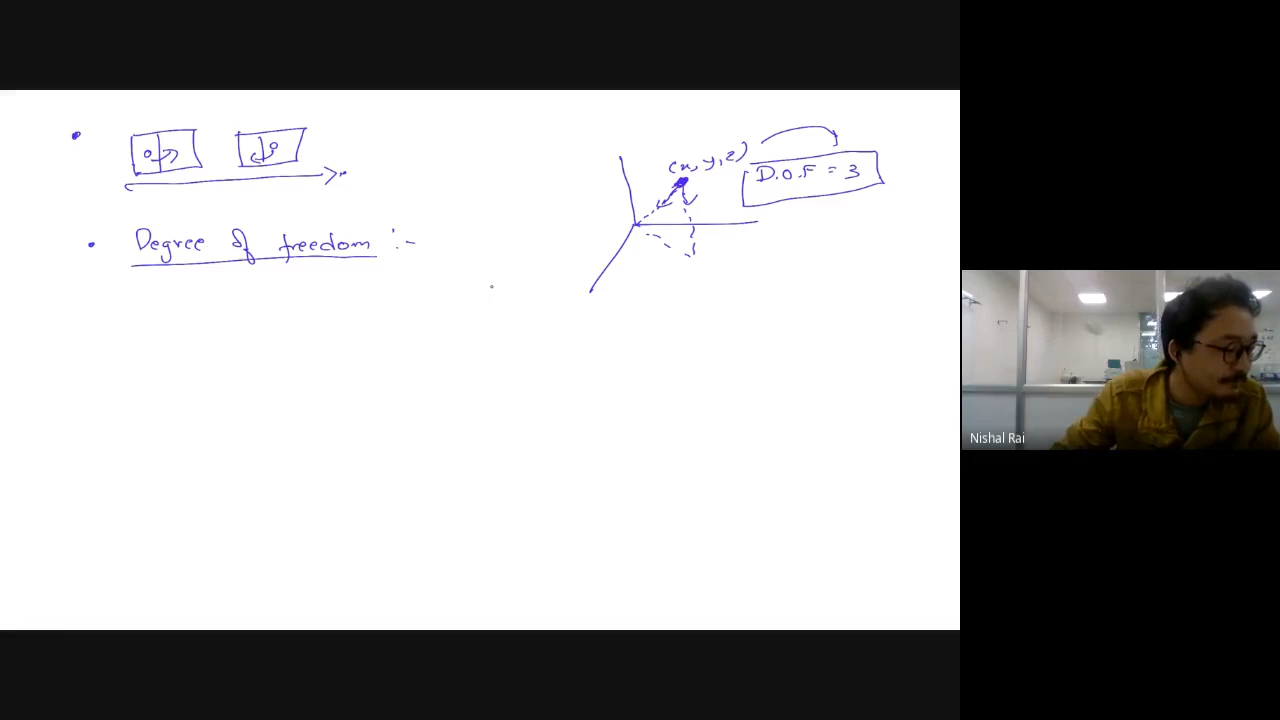 (x, y, z)
D.O.F = 3
Degree of freedom :-
Nishal Rai